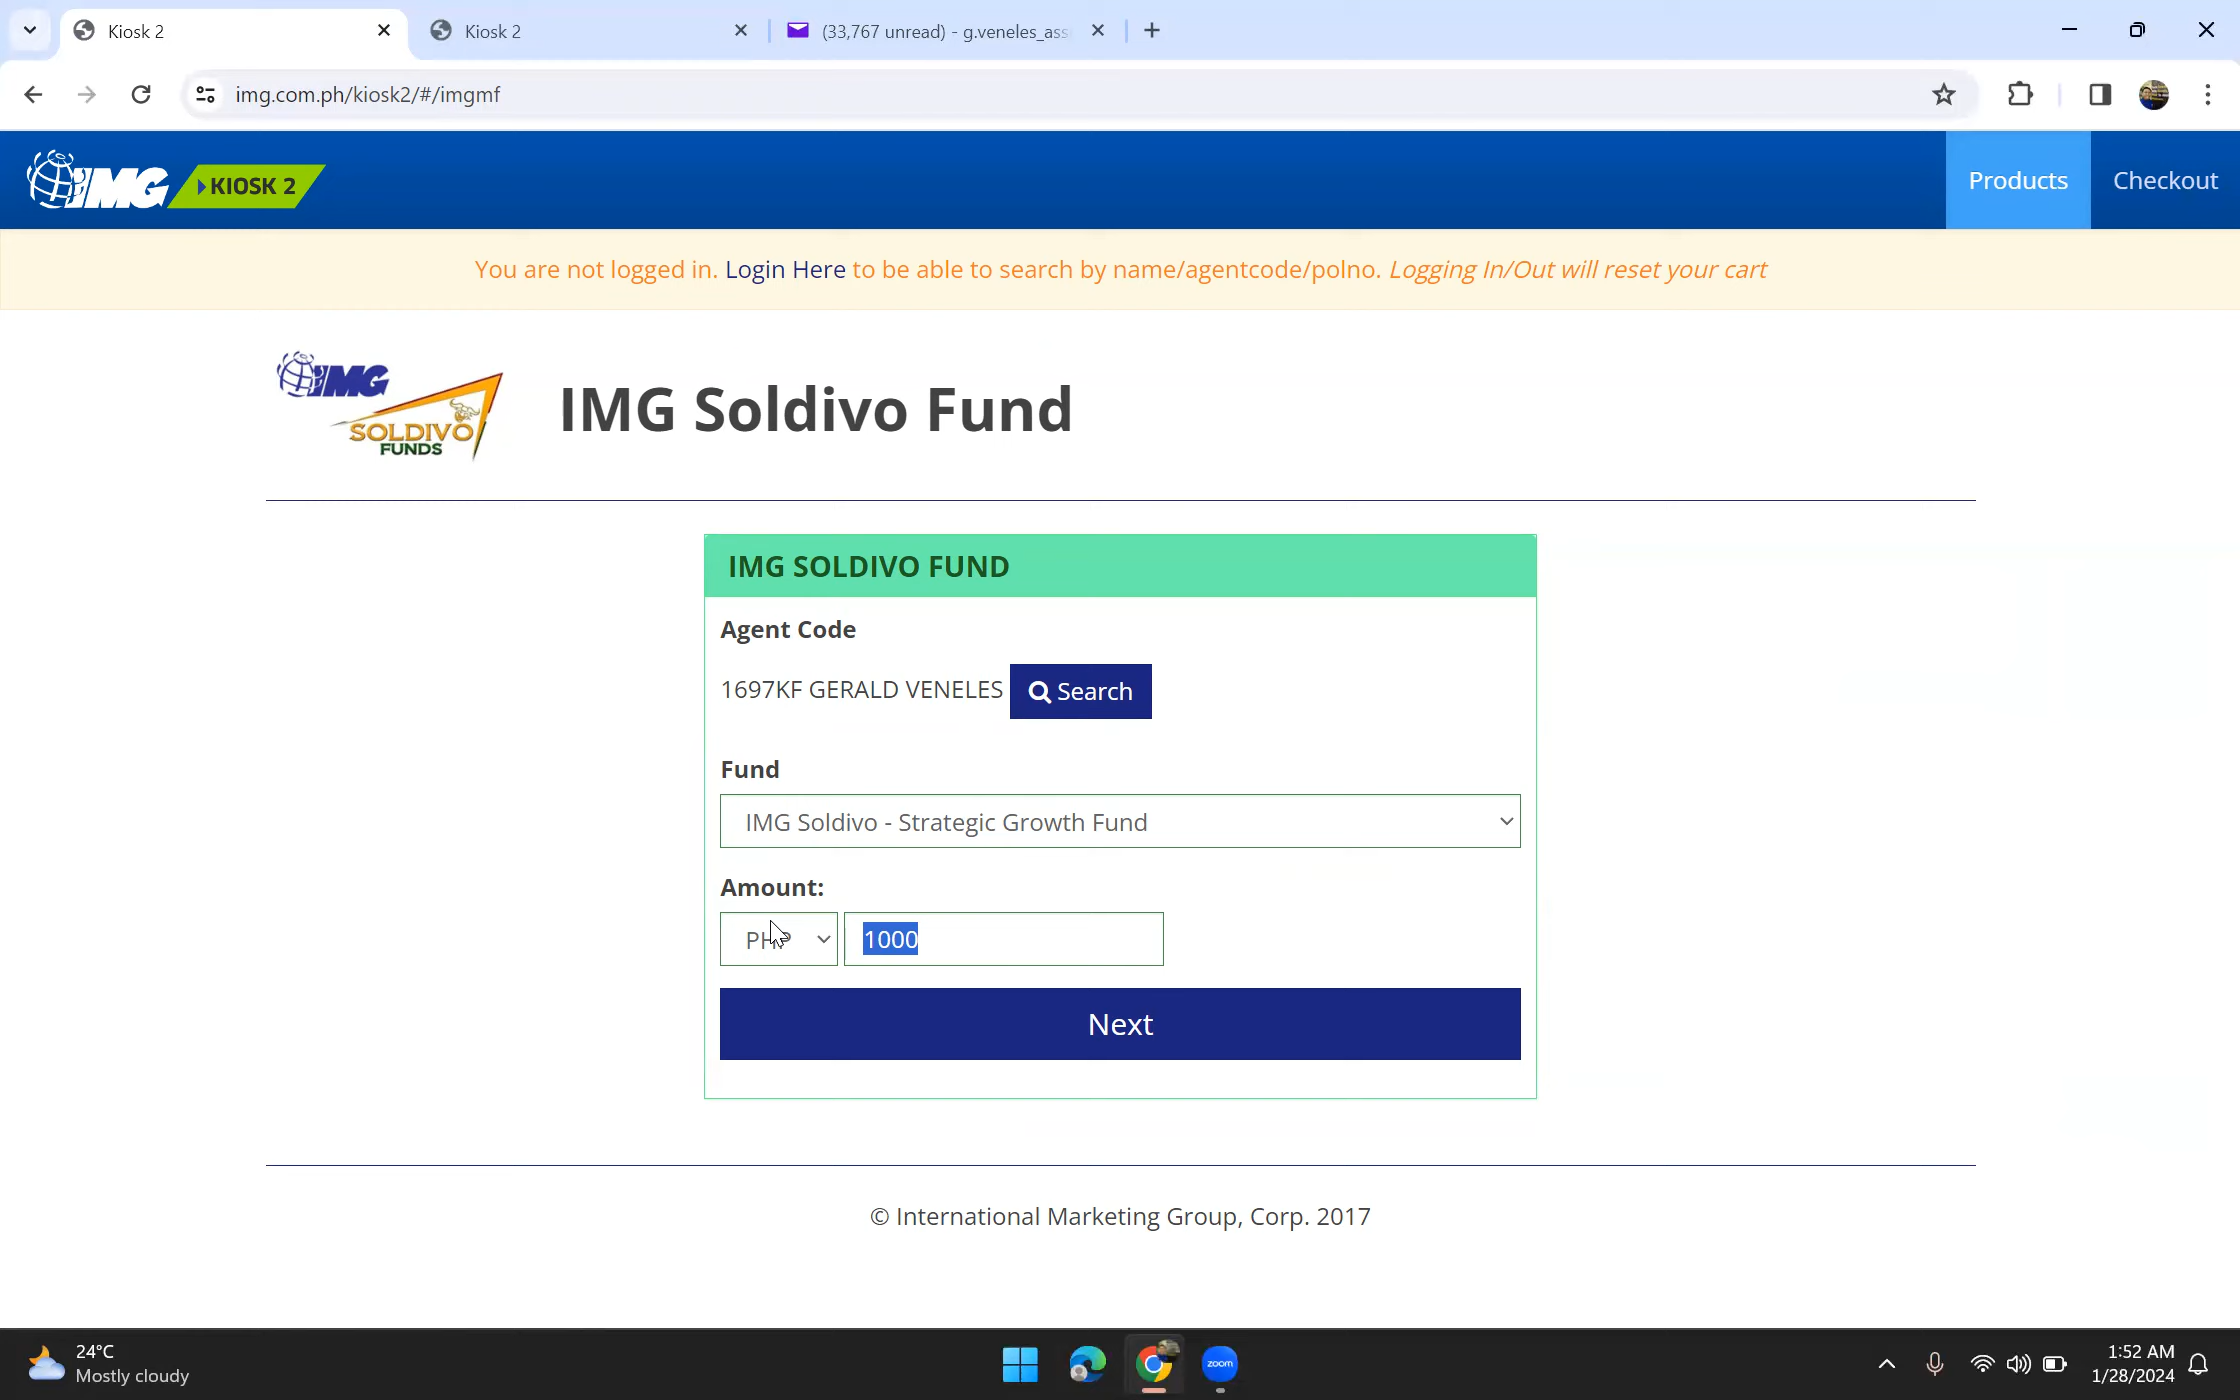 Kiosk 2
Kiosk 2
(33,767 unread) - g.veneles_ass
img.com.ph/kiosk2/#/imgmf
IMG KIOSK 2
Products
Checkout
You are not logged in. Login Here to be able to search by name/agentcode/polno. Logging In/Out will reset your cart
IMG
SOLDIVO
FUNDS
IMG Soldivo Fund
IMG SOLDIVO FUND
Agent Code
1697KF GERALD VENELES
Search
Fund
IMG Soldivo - Strategic Growth Fund
Amount:
PHP
1000
Next
© International Marketing Group, Corp. 2017
24°C
Mostly cloudy
zoom
1:52 AM
1/28/2024